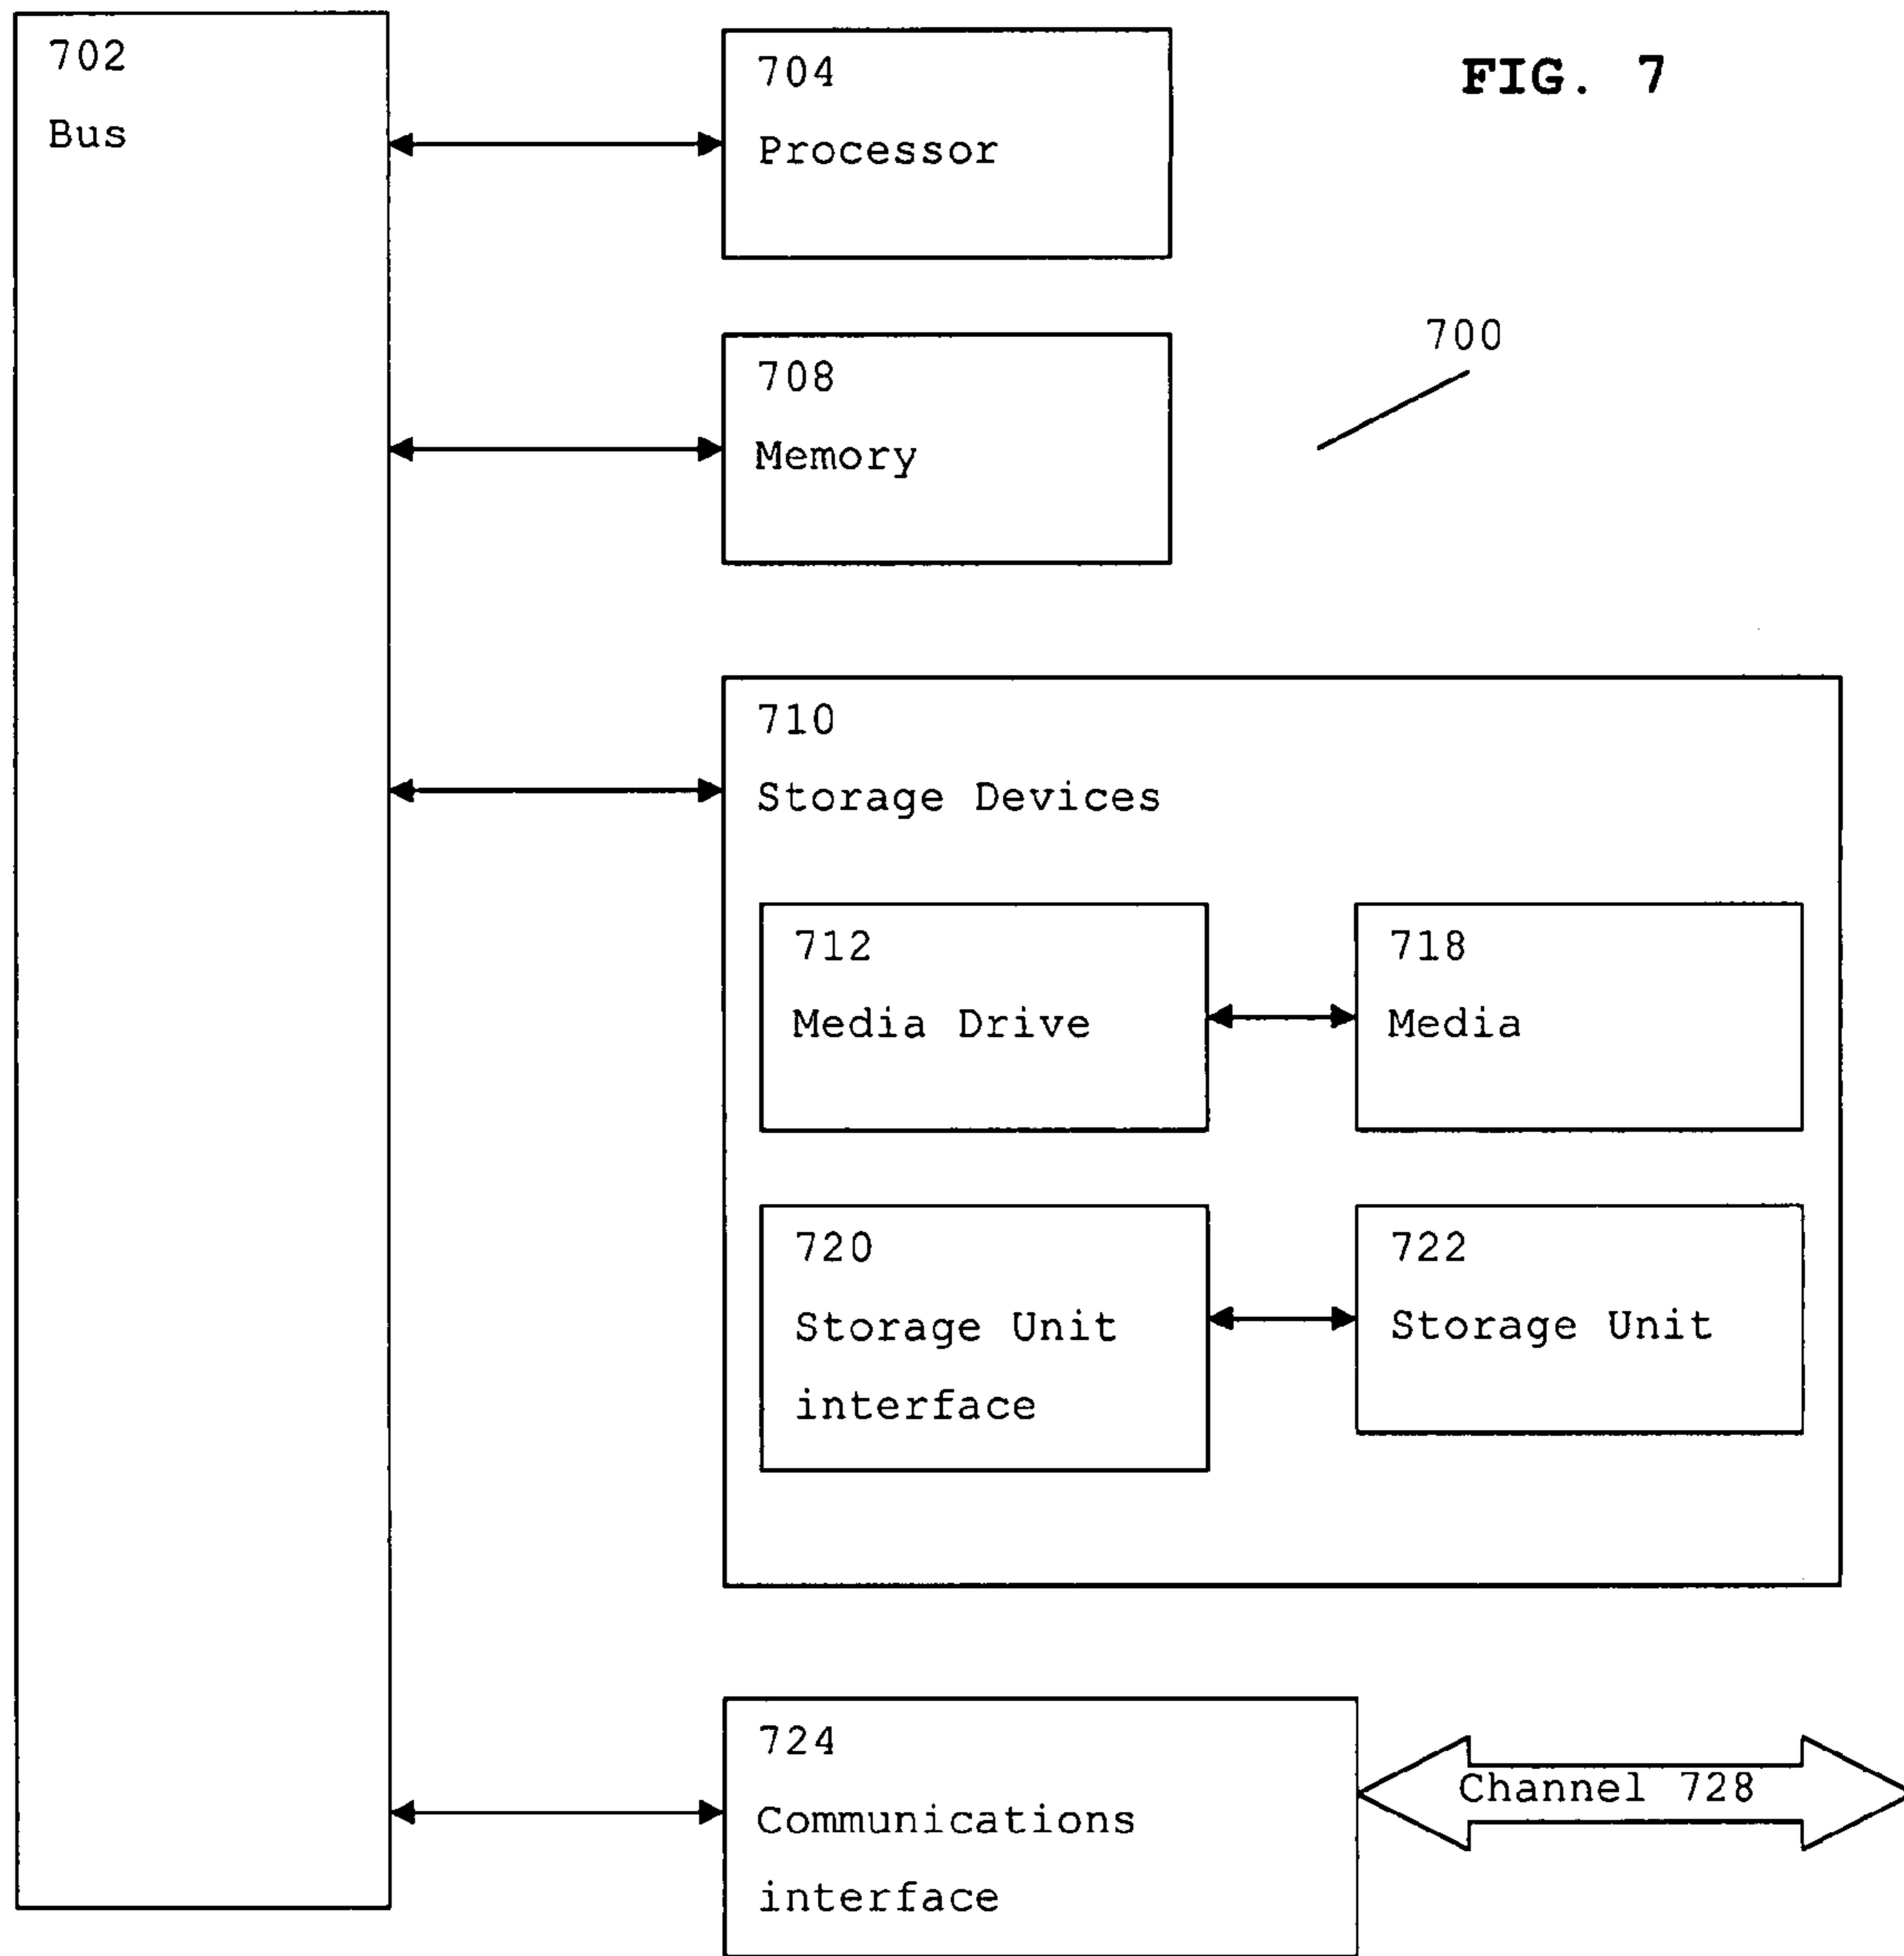 702
Bus
704
Processor
FIG. 7
700
708
Memory
710
Storage Devices
712
Media Drive
718
Media
720
Storage Unit
interface
722
Storage Unit
724
Communications
interface
Channel 728